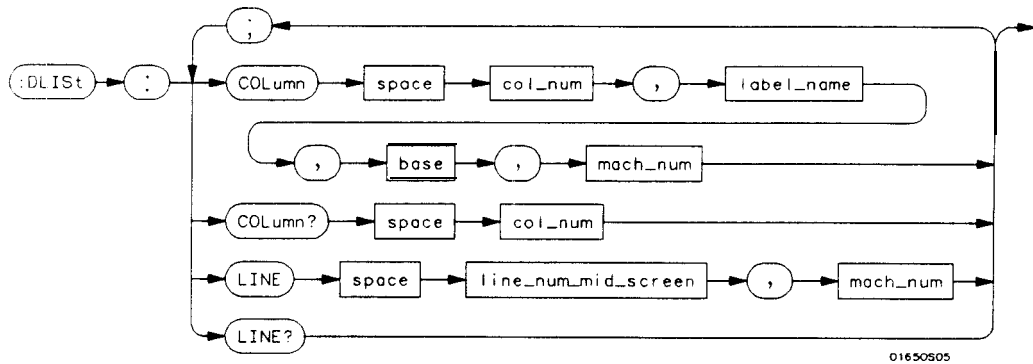 ;
:DLISt : COLumn space col_num , label_name
, base , mach_num
COLumn? space col_num
LINE space line_num_mid_screen , mach_num
LINE?
01650S05